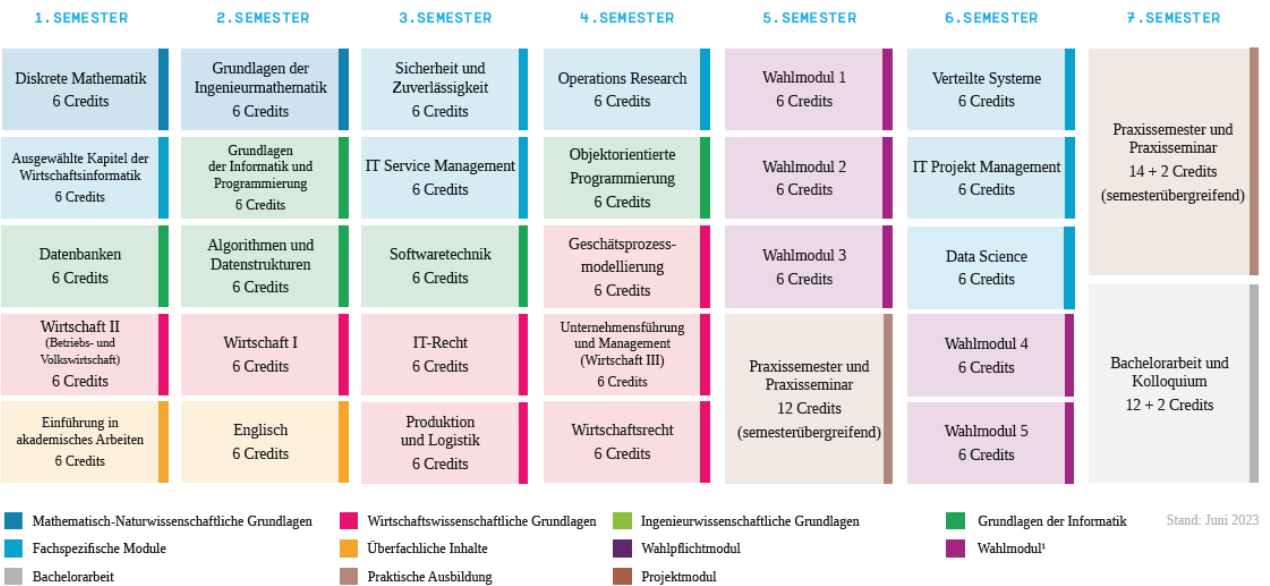 1.SEMESTER
2.SEMESTER
3.SEMESTER
4.SEMESTER
5.SEMESTER
6.SEMESTER
7.SEMESTER
Diskrete Mathematik
6 Credits
Ausgewählte Kapitel der
Wirtschaftsinformatik
6 Credits
Datenbanken
6 Credits
Wirtschaft II
(Betriebs- und
Volkswirtschaft)
6 Credits
Einführung in
akademisches Arbeiten
6 Credits
Grundlagen der
Ingenieurmathematik
6 Credits
Grundlagen
der Informatik und
Programmierung
6 Credits
Algorithmen und
Datenstrukturen
6 Credits
Wirtschaft I
6 Credits
Englisch
6 Credits
Sicherheit und
Zuverlässigkeit
6 Credits
IT Service Management
6 Credits
Softwaretechnik
6 Credits
IT-Recht
6 Credits
Produktion
und Logistik
6 Credits
Operations Research
6 Credits
Objektorientierte
Programmierung
6 Credits
Geschätsprozess-
modellierung
6 Credits
Unternehmensführung
und Management
(Wirtschaft III)
6 Credits
Wirtschaftsrecht
6 Credits
Wahlmodul 1
6 Credits
Wahlmodul 2
6 Credits
Wahlmodul 3
6 Credits
Praxissemester und
Praxisseminar
12 Credits
(semesterübergreifend)
Verteilte Systeme
6 Credits
IT Projekt Management
6 Credits
Data Science
6 Credits
Wahlmodul 4
6 Credits
Wahlmodul 5
6 Credits
Praxissemester und
Praxisseminar
14 + 2 Credits
(semesterübergreifend)
Bachelorarbeit und
Kolloquium
12 + 2 Credits
Mathematisch-Naturwissenschaftliche Grundlagen
Wirtschaftswissenschaftliche Grundlagen
Ingenieurwissenschaftliche Grundlagen
Grundlagen der Informatik
Stand: Juni 2023
Fachspezifische Module
Überfachliche Inhalte
Wahlpflichtmodul
Wahlmodul¹
Bachelorarbeit
Praktische Ausbildung
Projektmodul